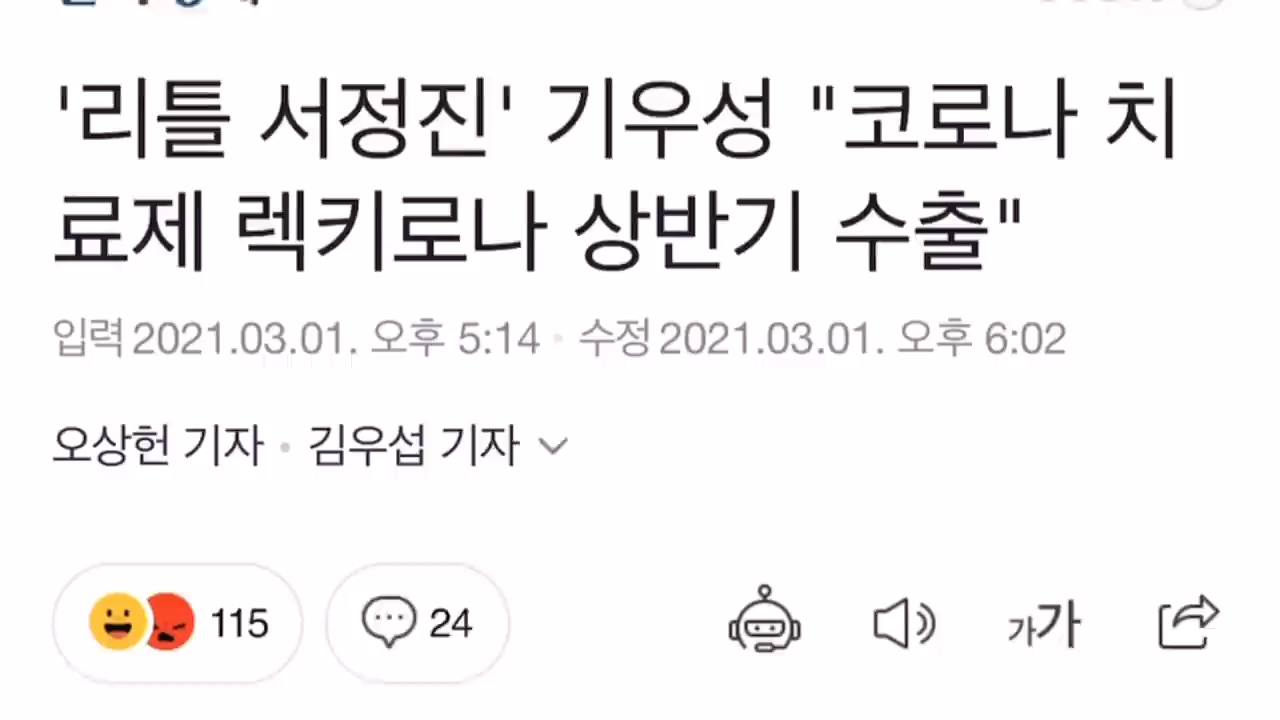 '리틀 서정진' 기우성 "코로나 치
료제 렉키로나 상반기 수출"
입력 2021.03.01. 오후 5:14 · 수정 2021.03.01. 오후 6:02
오상헌 기자 · 김우섭 기자
115 24 가가